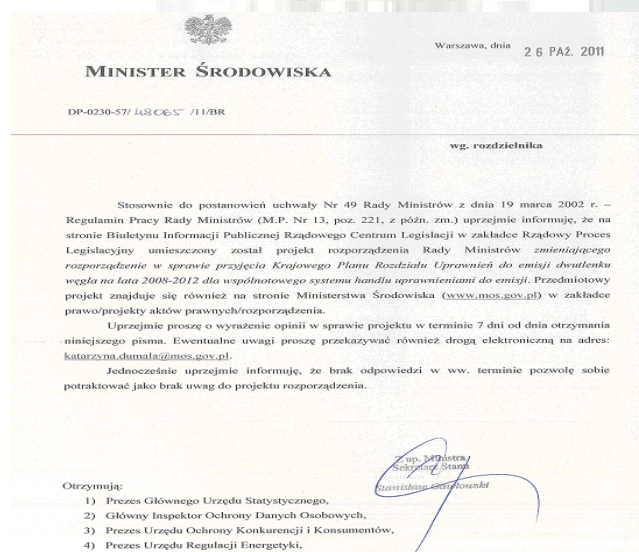 Warszawa, dnia 26 PAŹ. 2011
MINISTER ŚRODOWISKA
DP-0230-57/ 48065 /11/BR
wg. rozdzielnika
Stosownie do postanowień uchwały Nr 49 Rady Ministrów z dnia 19 marca 2002 r. –
Regulamin Pracy Rady Ministrów (M.P. Nr 13, poz. 221, z późn. zm.) uprzejmie informuję, że na
stronie Biuletynu Informacji Publicznej Rządowego Centrum Legislacji w zakładce Rządowy Proces
Legislacyjny umieszczony został projekt rozporządzenia Rady Ministrów zmieniającego
rozporządzenie w sprawie przyjęcia Krajowego Planu Rozdziału Uprawnień do emisji dwutlenku
węgla na lata 2008-2012 dla wspólnotowego systemu handlu uprawnieniami do emisji. Przedmiotowy
projekt znajduje się również na stronie Ministerstwa Środowiska (www.mos.gov.pl) w zakładce
prawo/projekty aktów prawnych/rozporządzenia.
Uprzejmie proszę o wyrażenie opinii w sprawie projektu w terminie 7 dni od dnia otrzymania
niniejszego pisma. Ewentualne uwagi proszę przekazywać również drogą elektroniczną na adres:
katarzyna.dumala@mos.gov.pl.
Jednocześnie uprzejmie informuję, że brak odpowiedzi w ww. terminie pozwolę sobie
potraktować jako brak uwag do projektu rozporządzenia.
Z up. Ministra
Sekretarz Stanu
Stanisław Gawłowski
Otrzymują:
1) Prezes Głównego Urzędu Statystycznego,
2) Główny Inspektor Ochrony Danych Osobowych,
3) Prezes Urzędu Ochrony Konkurencji i Konsumentów,
4) Prezes Urzędu Regulacji Energetyki,